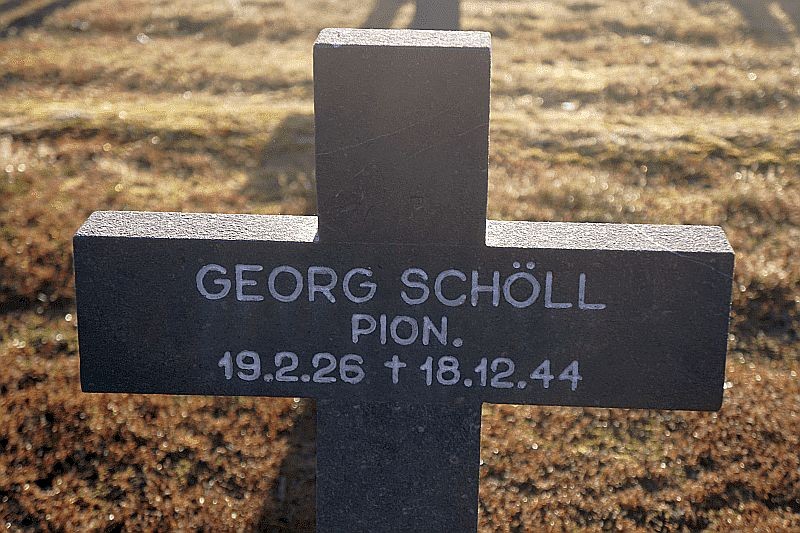 GEORG SCHÖLL
PION.
19.2.26 † 18.12.44